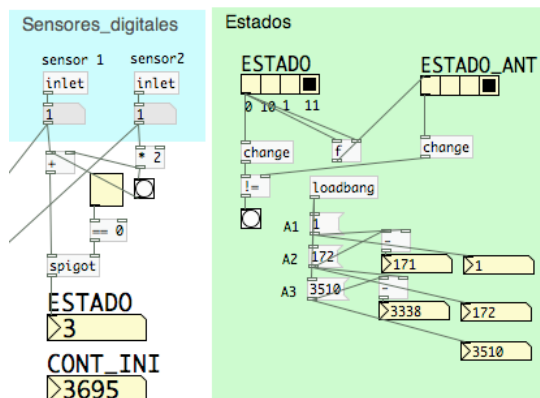 Sensores_digitales
sensor 1 sensor2
inlet inlet
1 1
+ * 2
== 0
spigot
ESTADO
3
CONT_INI
3695
Estados
ESTADO ESTADO_ANT
0 10 1 11
change f change
!=
loadbang
A1 1 -
A2 172 171 1
A3 3510 -
3338 172
3510